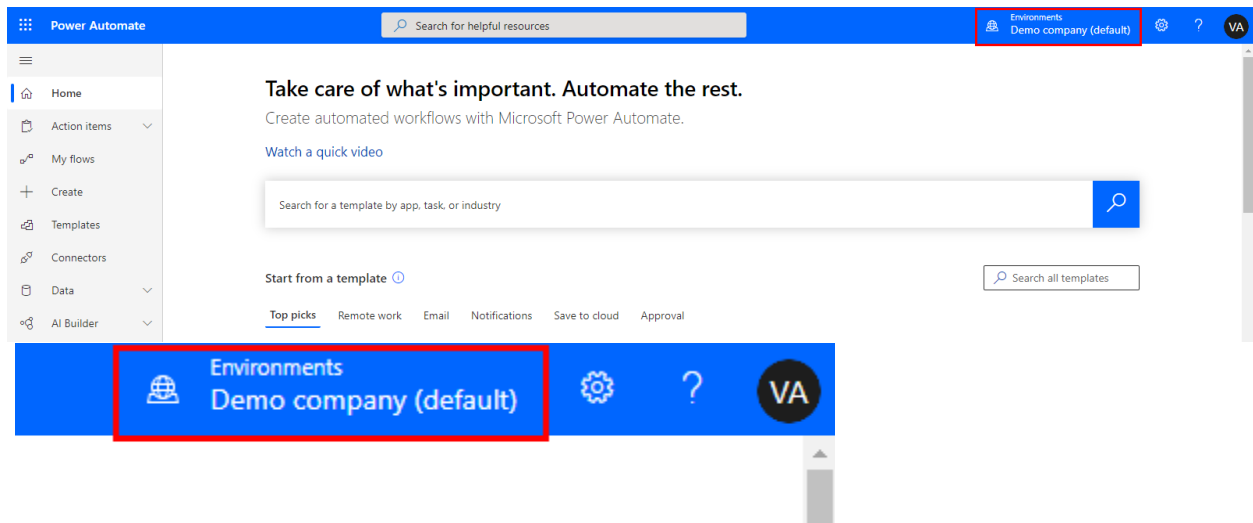 Power Automate
Search for helpful resources
Environments
Demo company (default)
?
VA
Home
Action items
My flows
Create
Templates
Connectors
Data
AI Builder
Take care of what's important. Automate the rest.
Create automated workflows with Microsoft Power Automate.
Watch a quick video
Search for a template by app, task, or industry
Start from a template
Search all templates
Top picks Remote work Email Notifications Save to cloud Approval
Environments
Demo company (default)
?
VA